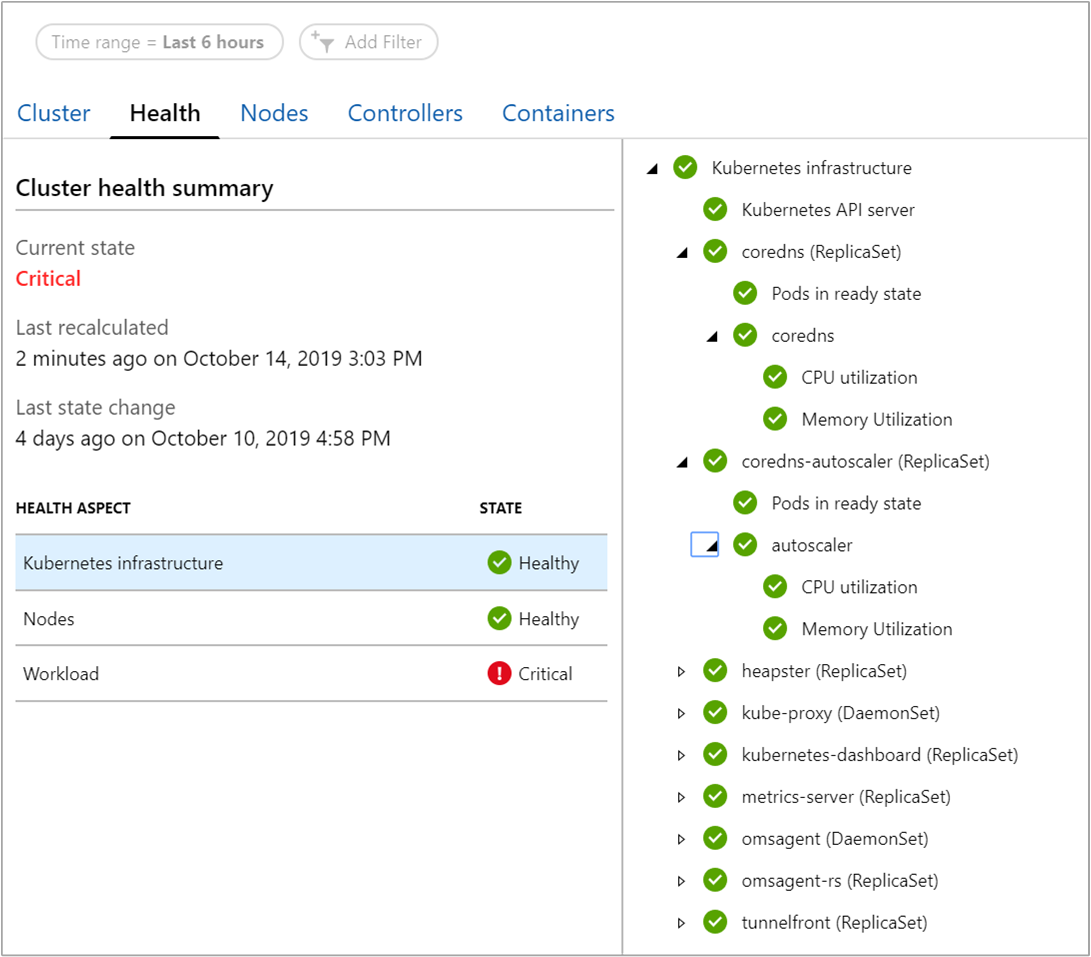 Time range = Last 6 hours Add Filter
Cluster Health Nodes Controllers Containers
Cluster health summary
Current state
Critical
Last recalculated
2 minutes ago on October 14, 2019 3:03 PM
Last state change
4 days ago on October 10, 2019 4:58 PM
HEALTH ASPECT STATE
Kubernetes infrastructure Healthy
Nodes Healthy
Workload Critical
Kubernetes infrastructure
Kubernetes API server
coredns (ReplicaSet)
Pods in ready state
coredns
CPU utilization
Memory Utilization
coredns-autoscaler (ReplicaSet)
Pods in ready state
autoscaler
CPU utilization
Memory Utilization
heapster (ReplicaSet)
kube-proxy (DaemonSet)
kubernetes-dashboard (ReplicaSet)
metrics-server (ReplicaSet)
omsagent (DaemonSet)
omsagent-rs (ReplicaSet)
tunnelfront (ReplicaSet)